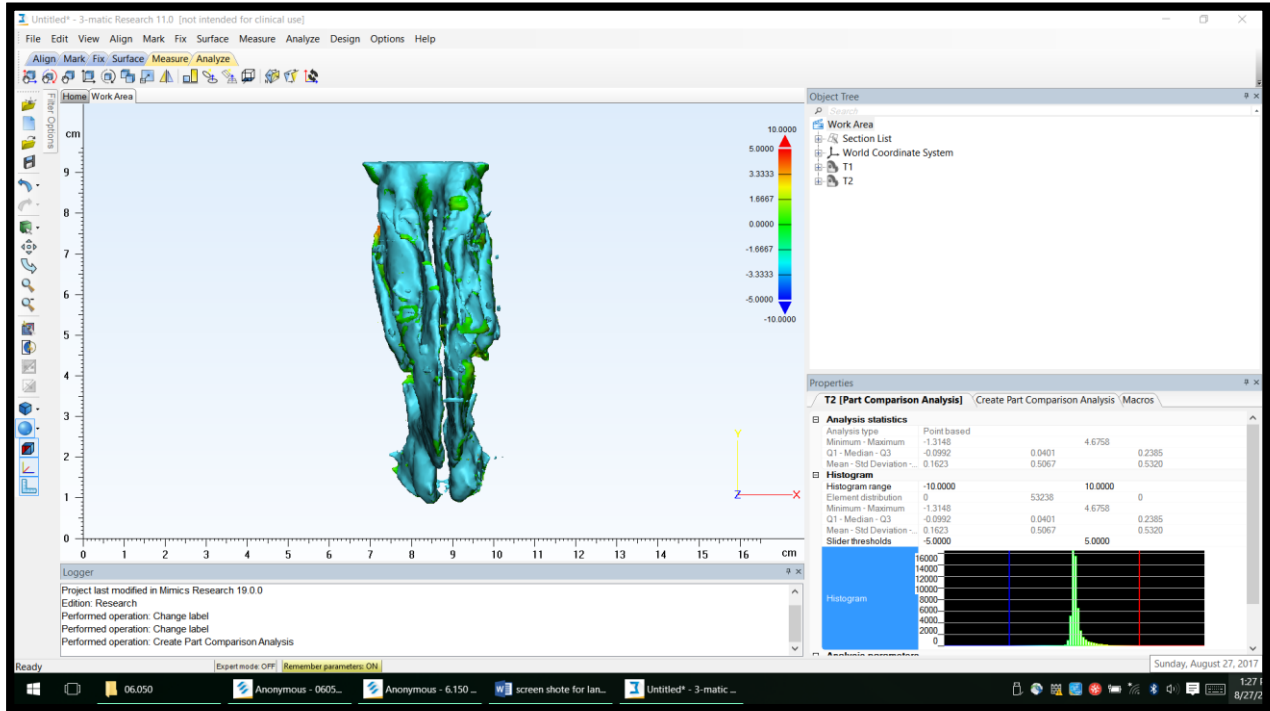 Untitled* - 3-matic Research 11.0 [not intended for clinical use]
File Edit View Align Mark Fix Surface Measure Analyze Design Options Help
Align Mark Fix Surface Measure Analyze
Filter Options
Home Work Area
cm
9
8
7
6
5
4
3
2
1
0
0 1 2 3 4 5 6 7 8 9 10 11 12 13 14 15 16 cm
10.0000
5.0000
3.3333
1.6667
0.0000
-1.6667
-3.3333
-5.0000
-10.0000
Y
Z X
Object Tree
Search
Work Area
Section List
World Coordinate System
T1
T2
Properties
T2 [Part Comparison Analysis] Create Part Comparison Analysis Macros
Analysis statistics
Analysis type Point based
Minimum - Maximum -1.3148 4.6758
Q1 - Median - Q3 -0.0992 0.0401 0.2385
Mean - Std Deviation -... 0.1623 0.5067 0.5320
Histogram
Histogram range -10.0000 10.0000
Element distribution 0 53238 0
Minimum - Maximum -1.3148 4.6758
Q1 - Median - Q3 -0.0992 0.0401 0.2385
Mean - Std Deviation -... 0.1623 0.5067 0.5320
Slider thresholds -5.0000 5.0000
Histogram
16000
14000
12000
10000
8000
6000
4000
2000
0
Analysis parameters
Logger
Project last modified in Mimics Research 19.0.0
Edition: Research
Performed operation: Change label
Performed operation: Change label
Performed operation: Create Part Comparison Analysis
Ready
Expert mode: OFF Remember parameters: ON
Sunday, August 27, 2017
06.050
Anonymous - 0605...
Anonymous - 6.150 ...
screen shote for lan...
Untitled* - 3-matic ...
1:27
8/27/2